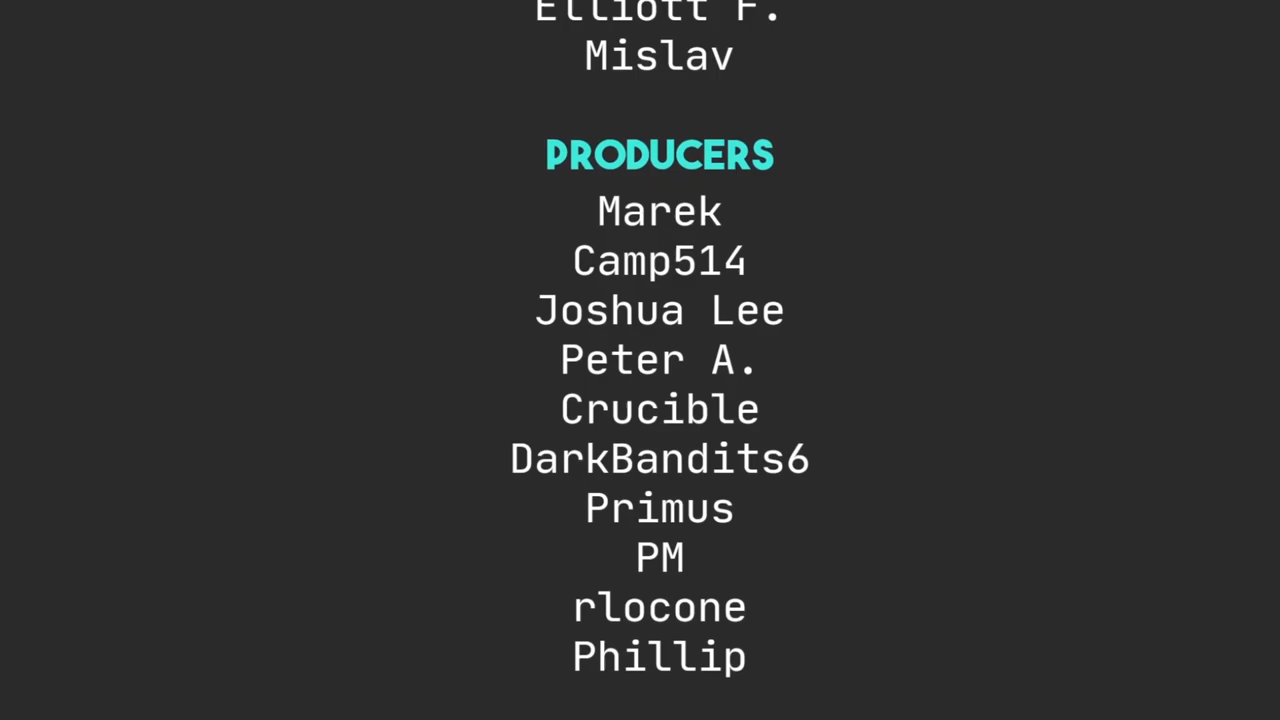 Elliott F.
Mislav
PRODUCERS
Marek
Camp514
Joshua Lee
Peter A.
Crucible
DarkBandits6
Primus
PM
rlocone
Phillip